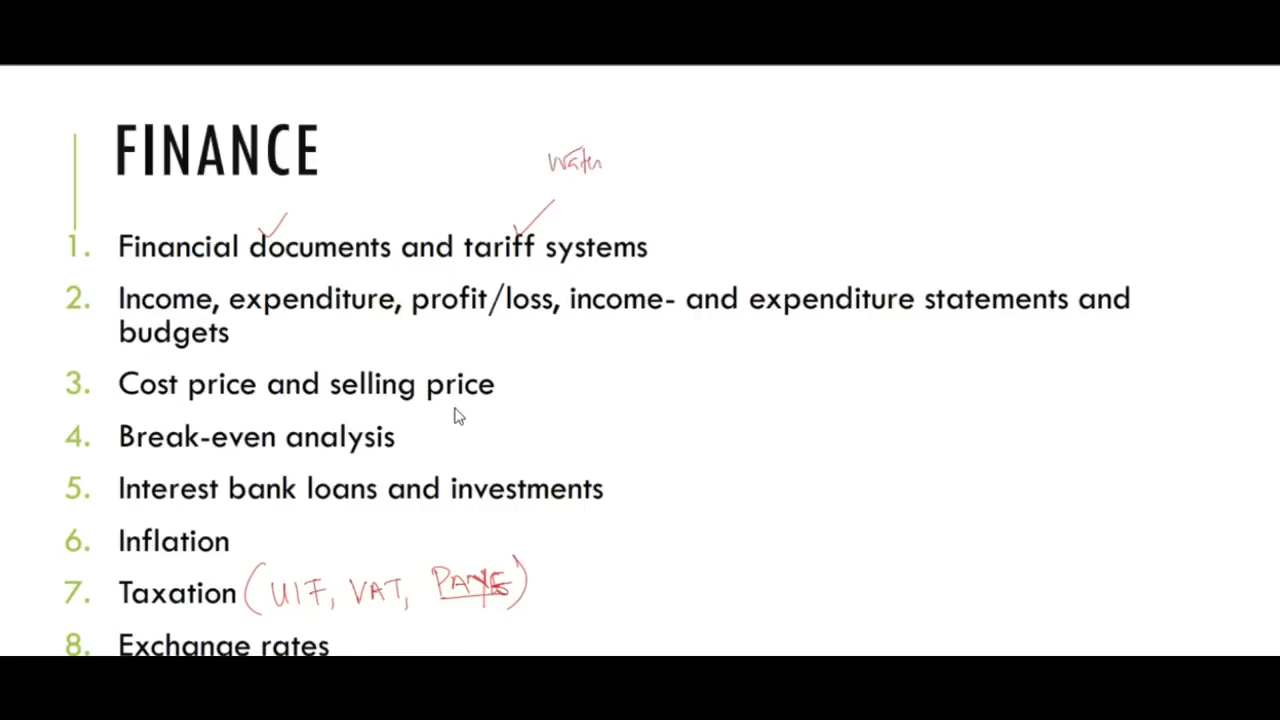 FINANCE
Water
1. Financial documents and tariff systems
2. Income, expenditure, profit/loss, income- and expenditure statements and
budgets
3. Cost price and selling price
4. Break-even analysis
5. Interest bank loans and investments
6. Inflation
7. Taxation (UIF, VAT, PAYE)
8. Exchange rates